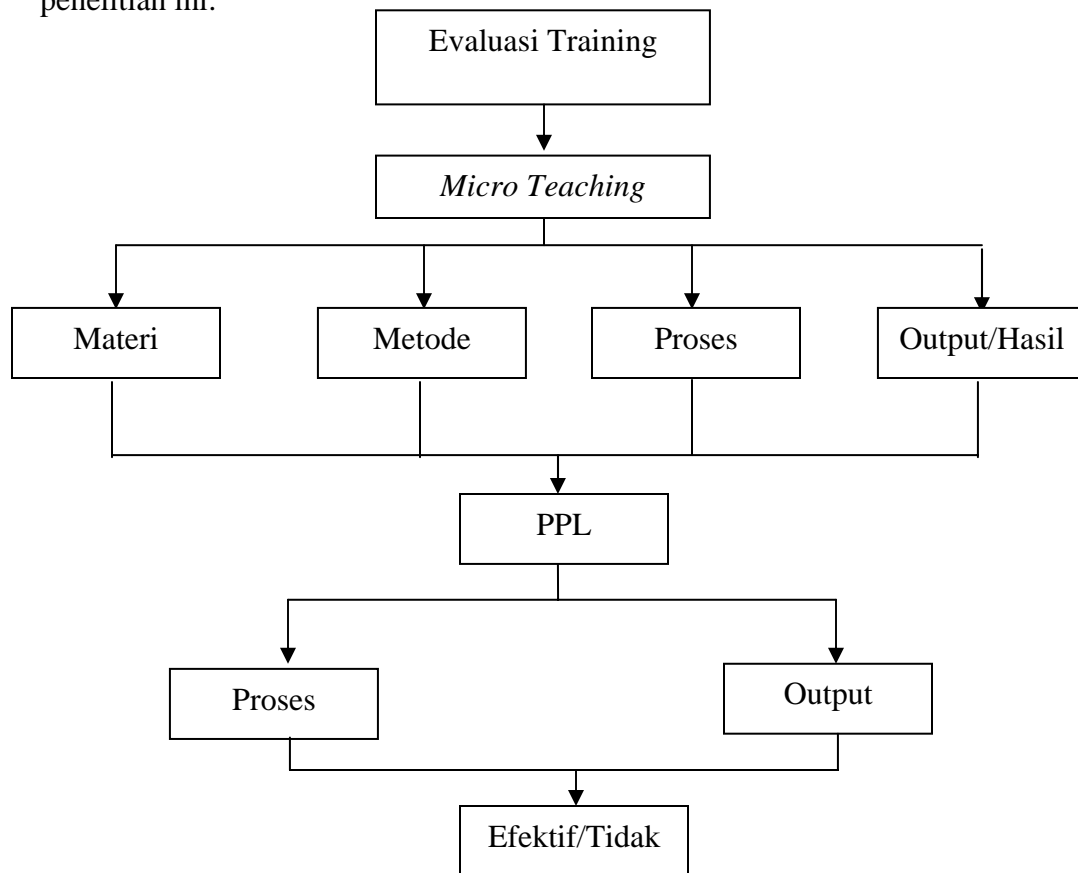 penelitian ini.
Evaluasi Training
Micro Teaching
Materi
Metode
Proses
Output/Hasil
PPL
Proses
Output
Efektif/Tidak